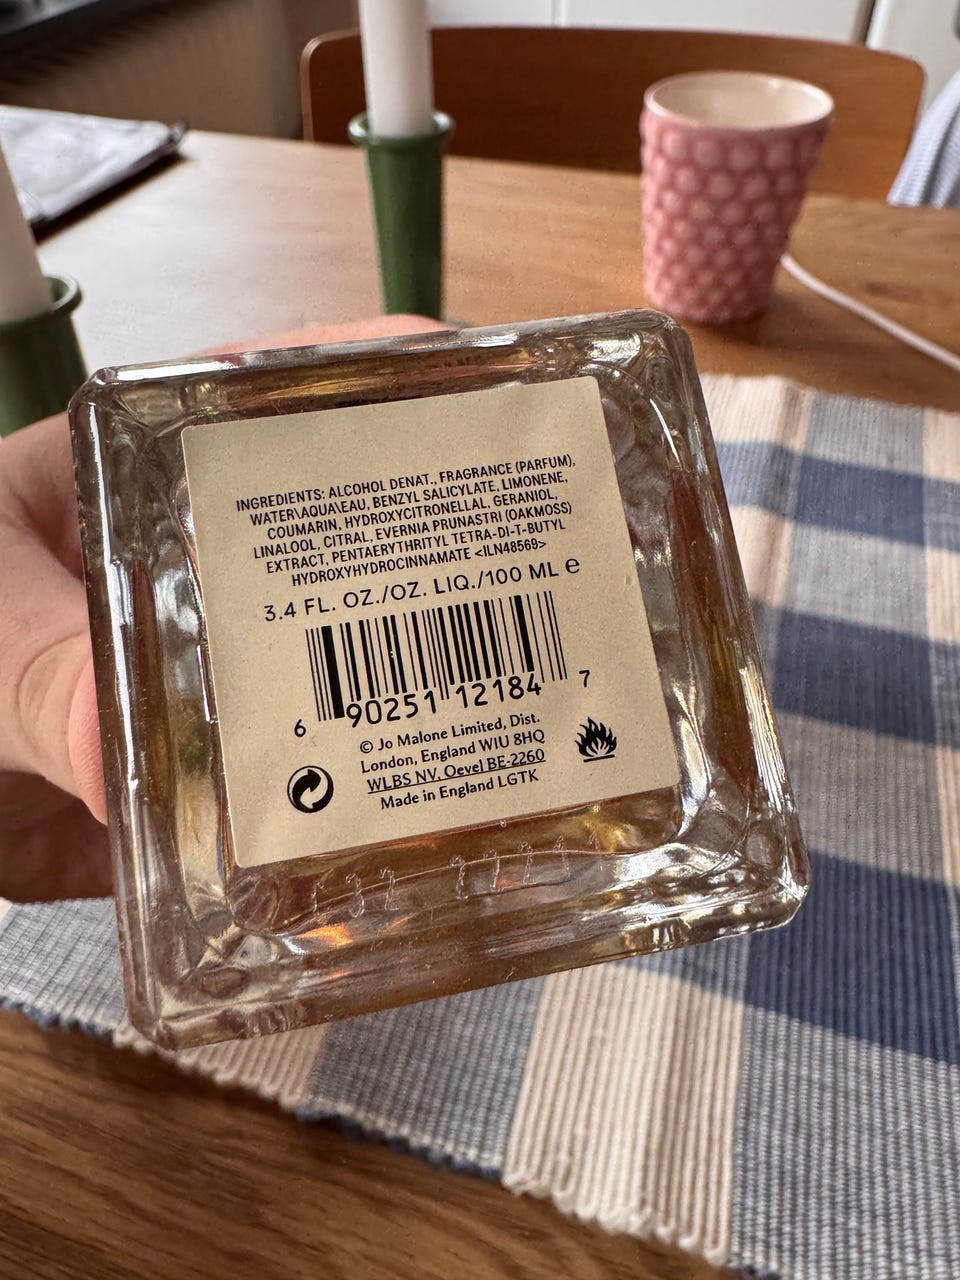 INGREDIENTS: ALCOHOL DENAT., FRAGRANCE (PARFUM),
WATER\AQUA\EAU, BENZYL SALICYLATE, LIMONENE,
COUMARIN, HYDROXYCITRONELLAL, GERANIOL,
LINALOOL, CITRAL, EVERNIA PRUNASTRI (OAKMOSS)
EXTRACT, PENTAERYTHRITYL TETRA-DI-T-BUTYL
HYDROXYHYDROCINNAMATE <ILN48569>
3.4 FL. OZ./OZ. LIQ./100 ML ℮
6 90251 12184 7
© Jo Malone Limited, Dist.
London, England W1U 8HQ
WLBS NV. Oevel BE-2260
Made in England LGTK